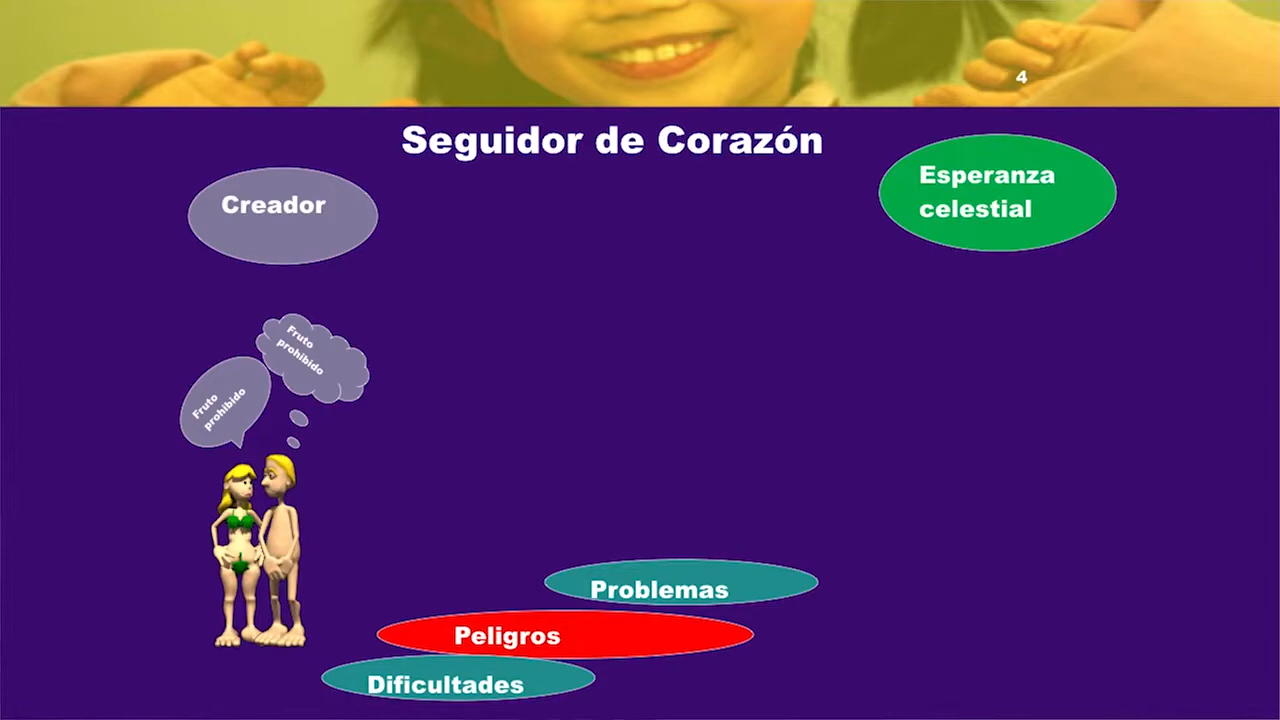 4
Seguidor de Corazón
Creador
Esperanza
celestial
Fruto
prohibido
Fruto
prohibido
Problemas
Peligros
Dificultades